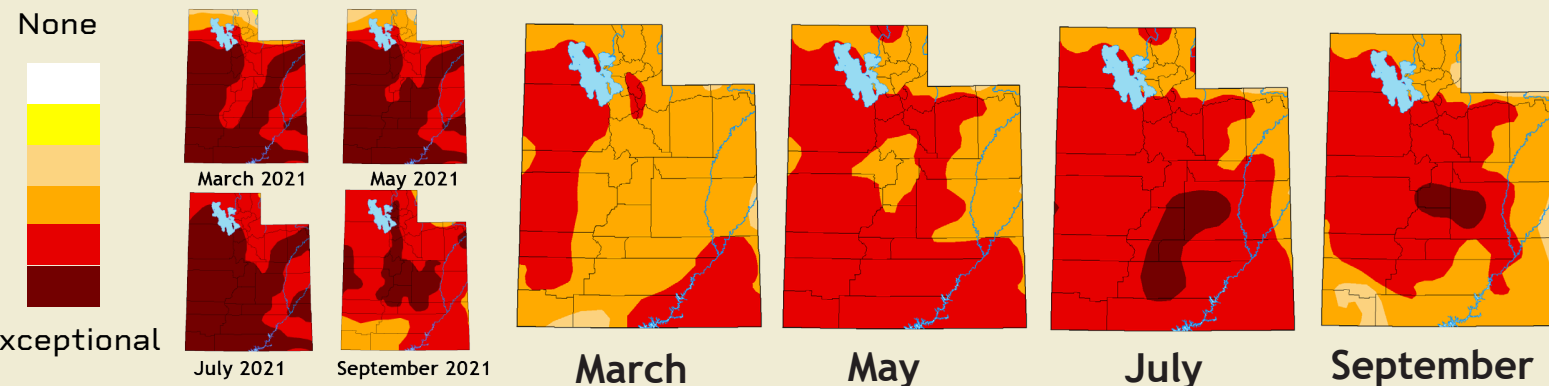 None
xceptional
March 2021
May 2021
July 2021
September 2021
March
May
July
September